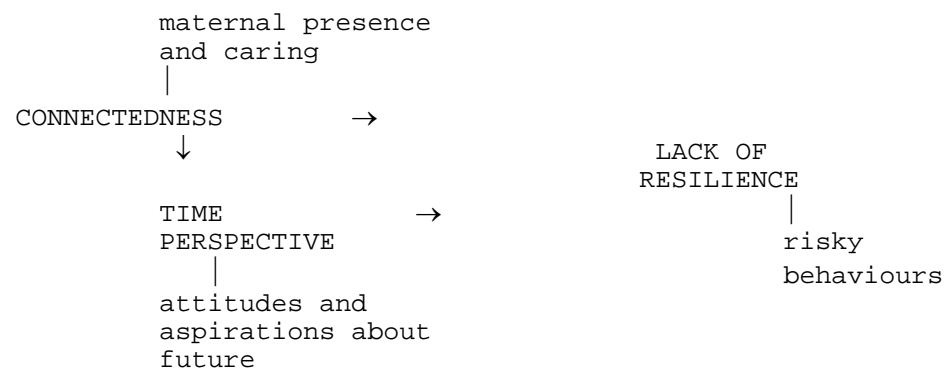 maternal presence
and caring
CONNECTEDNESS →
↓
LACK OF
RESILIENCE
TIME →
PERSPECTIVE
risky
behaviours
attitudes and
aspirations about
future